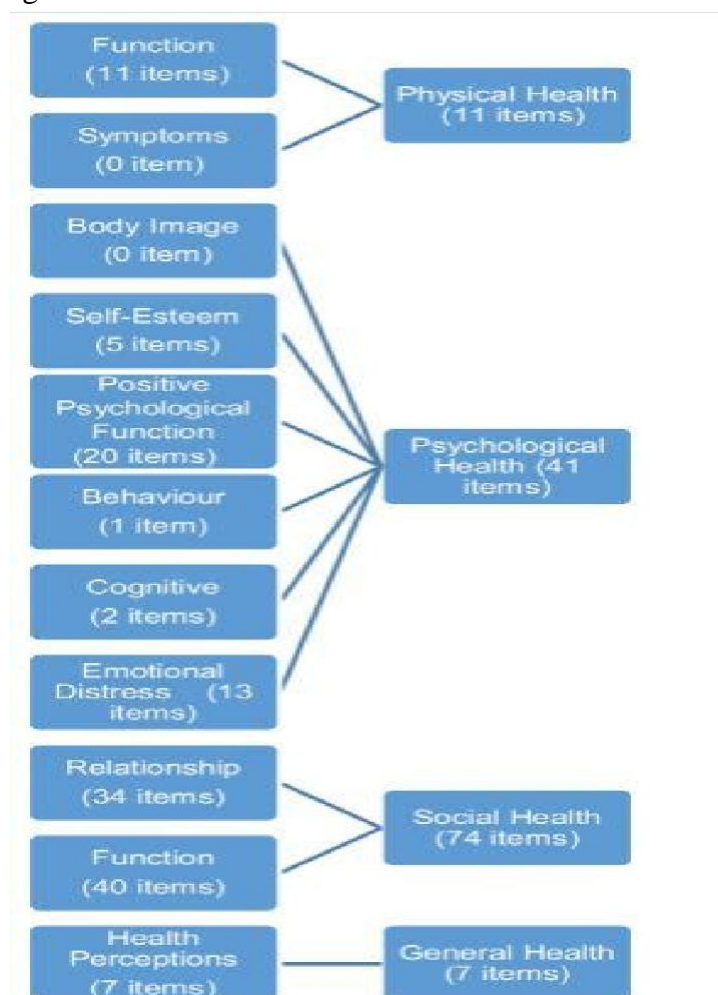 Function
(11 items)
Symptoms
(0 item)
Physical Health
(11 items)
Body Image
(0 item)
Self-Esteem
(5 items)
Positive
Psychological
Function
(20 items)
Behaviour
(1 item)
Cognitive
(2 items)
Emotional
Distress (13
items)
Psychological
Health (41
items)
Relationship
(34 items)
Function
(40 items)
Social Health
(74 items)
Health
Perceptions
(7 items)
General Health
(7 items)